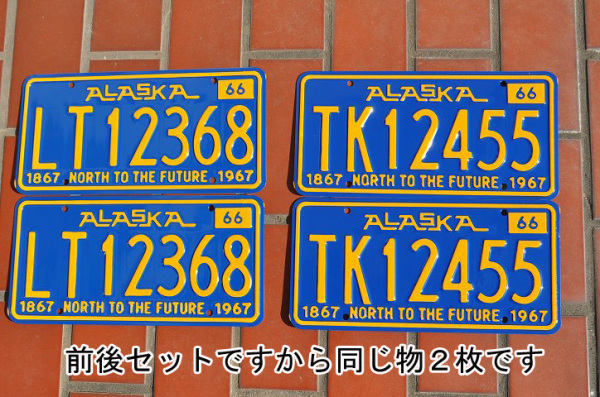 ALASKA 66
LT12368
1867 NORTH TO THE FUTURE 1967
ALASKA 66
TK12455
1867 NORTH TO THE FUTURE 1967
ALASKA 66
LT12368
1867 NORTH TO THE FUTURE 1967
ALASKA 66
TK12455
1867 NORTH TO THE FUTURE 1967
前後セットですから同じ物２枚です